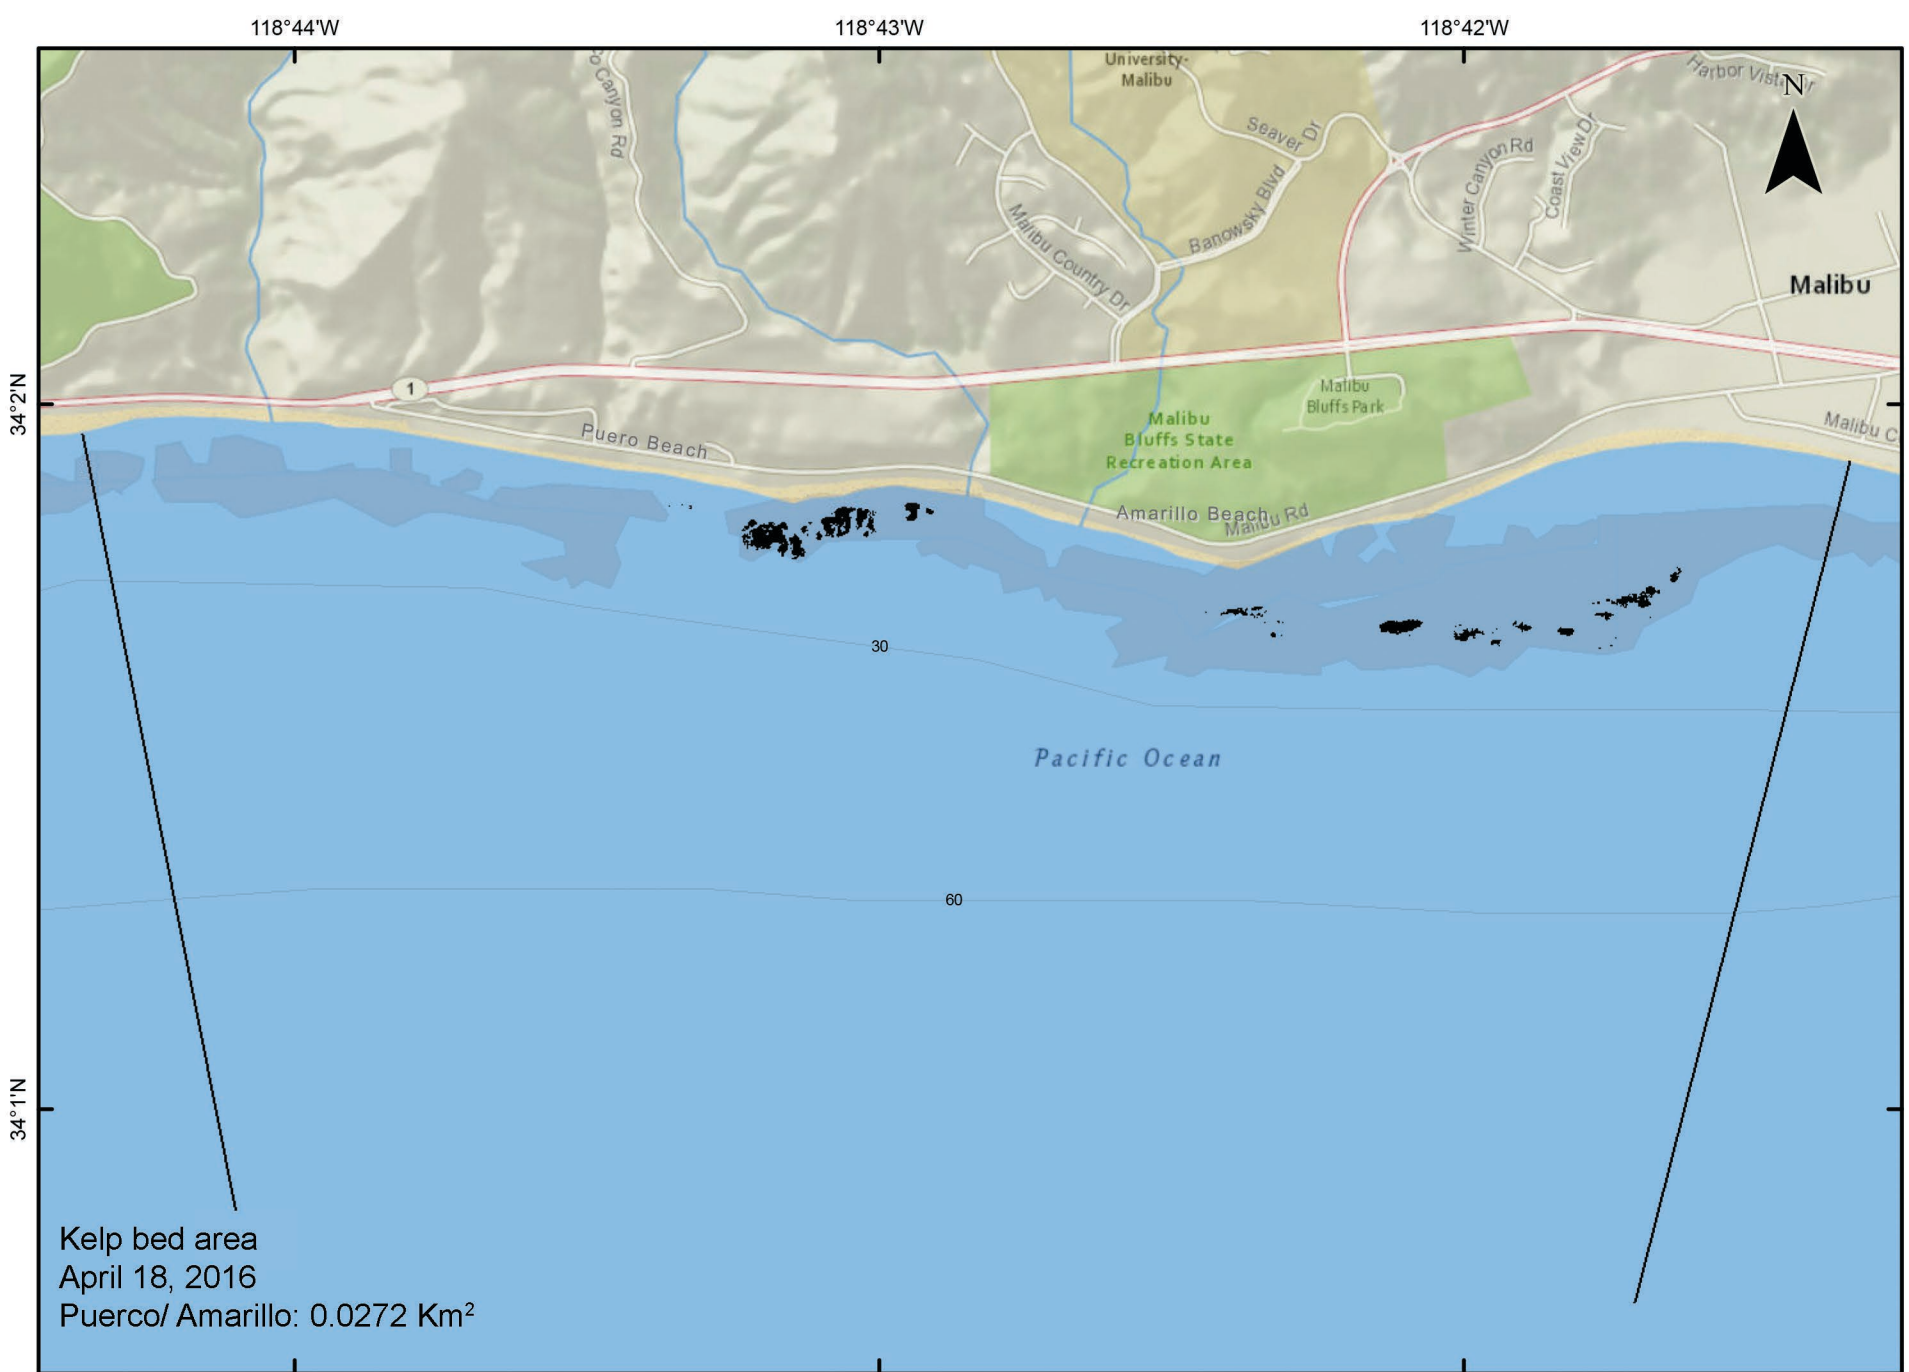 118°44'W
118°43'W
118°42'W
34°2'N
34°1'N
N
University-
Malibu
o Canyon Rd
Seaver Dr
Banowsky Blvd
Malibu Country Dr
Winter Canyon Rd
Coast View Dr
Harbor Vista Dr
Malibu
1
Puero Beach
Malibu
Bluffs Park
Malibu
Bluffs State
Recreation Area
Amarillo Beach
Malibu Rd
Malibu C
30
Pacific Ocean
60
Kelp bed area
April 18, 2016
Puerco/ Amarillo: 0.0272 Km²